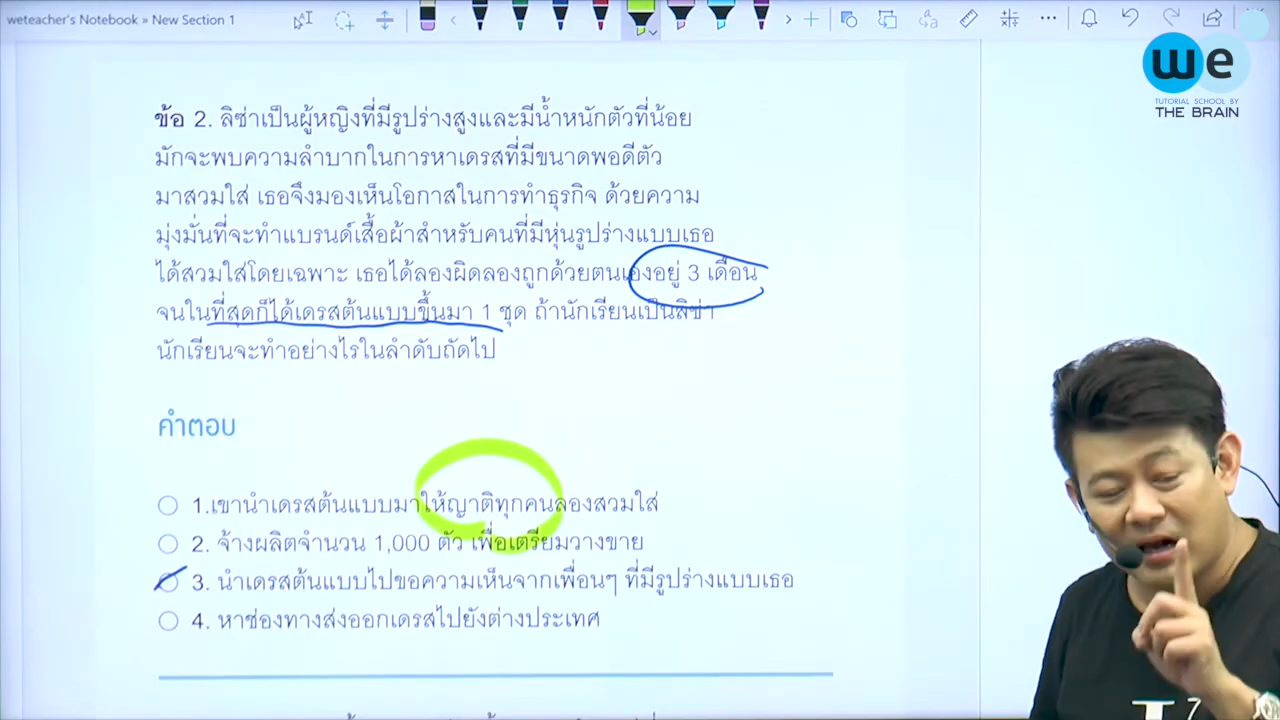 weteacher's Notebook » New Section 1
we
TUTORIAL SCHOOL BY
THE BRAIN
ข้อ 2. ลิซ่าเป็นผู้หญิงที่มีรูปร่างสูงและมีน้ำหนักตัวที่น้อย
มักจะพบความลำบากในการหาเดรสที่มีขนาดพอดีตัว
มาสวมใส่ เธอจึงมองเห็นโอกาสในการทำธุรกิจ ด้วยความ
มุ่งมั่นที่จะทำแบรนด์เสื้อผ้าสำหรับคนที่มีหุ่นรูปร่างแบบเธอ
ได้สวมใส่โดยเฉพาะ เธอได้ลองผิดลองถูกด้วยตนเองอยู่ 3 เดือน
จนในที่สุดก็ได้เดรสต้นแบบขึ้นมา 1 ชุด ถ้านักเรียนเป็นลิซ่า
นักเรียนจะทำอย่างไรในลำดับถัดไป
คำตอบ
1.เขานำเดรสต้นแบบมาให้ญาติทุกคนลองสวมใส่
2. จ้างผลิตจำนวน 1,000 ตัว เพื่อเตรียมวางขาย
3. นำเดรสต้นแบบไปขอความเห็นจากเพื่อนๆ ที่มีรูปร่างแบบเธอ
4. หาช่องทางส่งออกเดรสไปยังต่างประเทศ